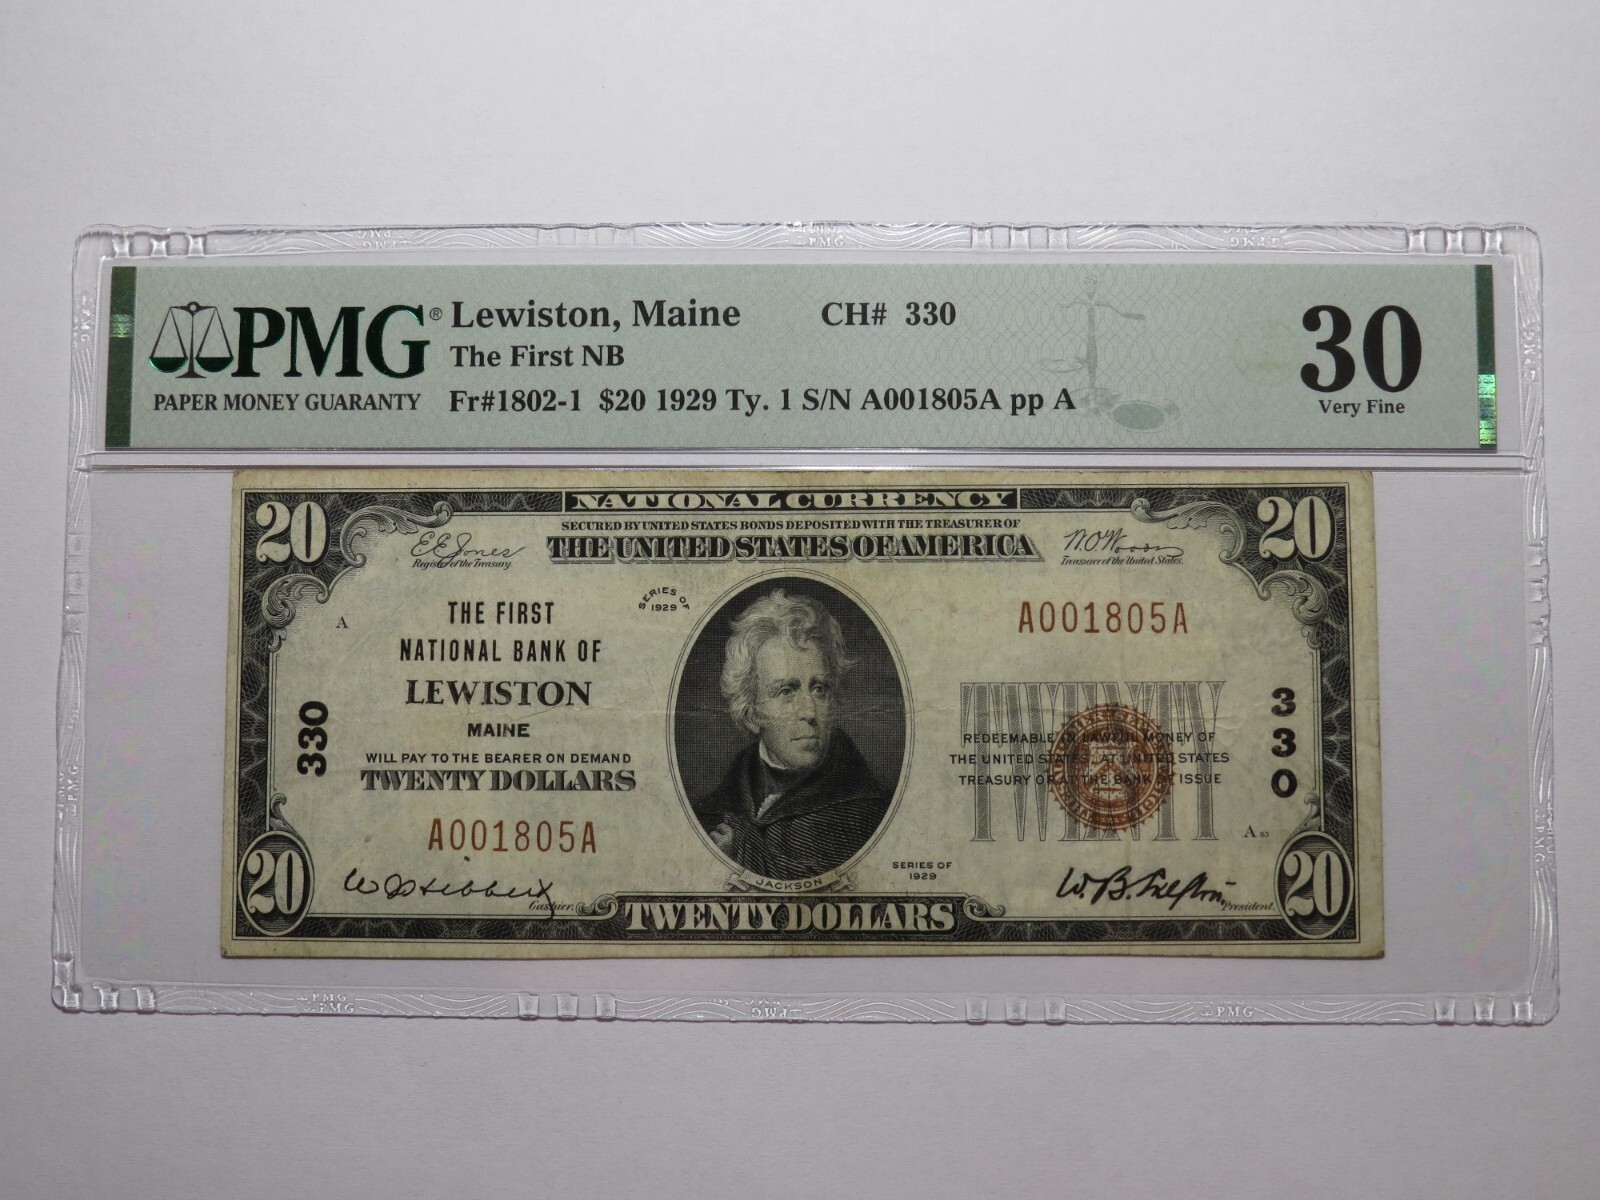 PMG® Lewiston, Maine CH# 330
The First NB
PAPER MONEY GUARANTY Fr#1802-1 $20 1929 Ty. 1 S/N A001805A pp A
30
Very Fine
NATIONAL CURRENCY
20 20
SECURED BY UNITED STATES BONDS DEPOSITED WITH THE TREASURER OF
THE UNITED STATES OF AMERICA
E E Jones
Register of the Treasury.
W.O. Woods
Treasurer of the United States.
SERIES OF
1929
A
THE FIRST
NATIONAL BANK OF
LEWISTON
MAINE
WILL PAY TO THE BEARER ON DEMAND
TWENTY DOLLARS
330
A001805A
A001805A
TWENTY
REDEEMABLE IN LAWFUL MONEY OF
THE UNITED STATES, AT UNITED STATES
TREASURY OR AT THE BANK OF ISSUE
330
A 53
JACKSON
SERIES OF
1929
Cashier.
President.
20 TWENTY DOLLARS 20